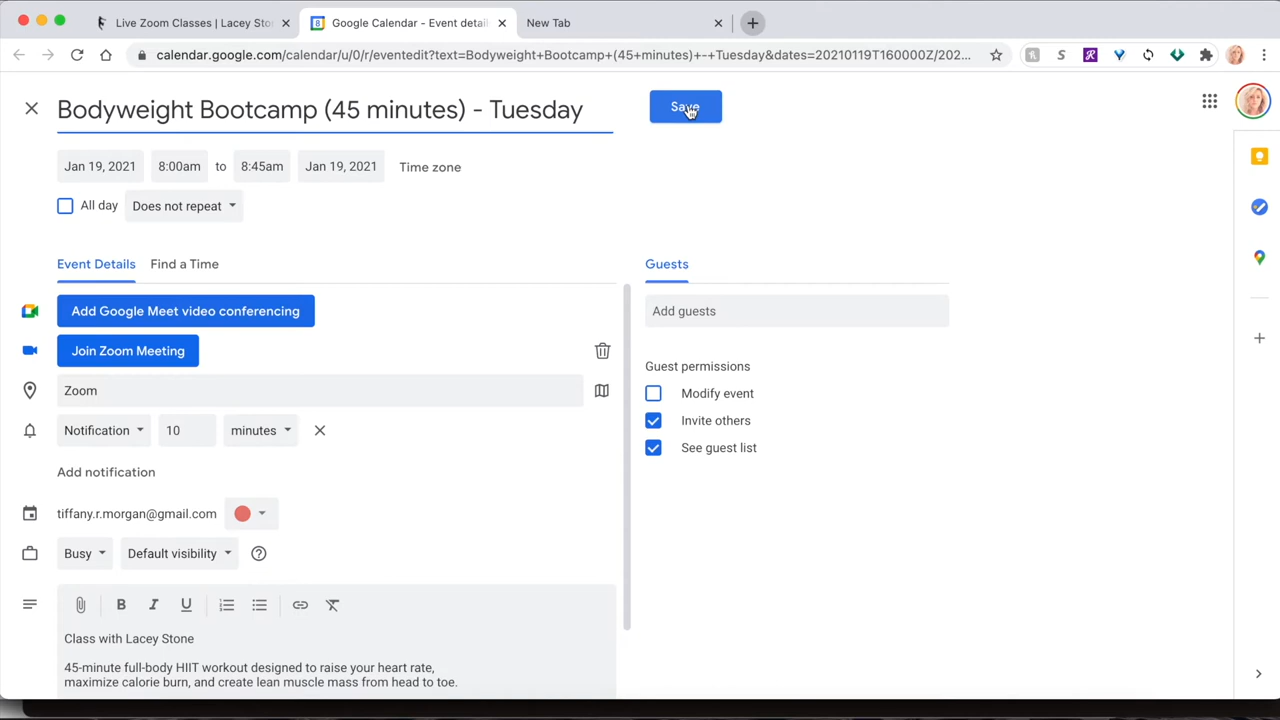 Live Zoom Classes | Lacey Sto
Google Calendar - Event detai
New Tab
calendar.google.com/calendar/u/0/r/eventedit?text=Bodyweight+Bootcamp+(45+minutes)+-+Tuesday&dates=20210119T160000Z/202...
Bodyweight Bootcamp (45 minutes) - Tuesday
Save
Jan 19, 2021 8:00am to 8:45am Jan 19, 2021 Time zone
All day Does not repeat
Event Details Find a Time
Guests
Add Google Meet video conferencing
Add guests
Join Zoom Meeting
Guest permissions
Zoom
Modify event
Notification 10 minutes
Invite others
See guest list
Add notification
tiffany.r.morgan@gmail.com
Busy Default visibility
B I U
Class with Lacey Stone
45-minute full-body HIIT workout designed to raise your heart rate,
maximize calorie burn, and create lean muscle mass from head to toe.